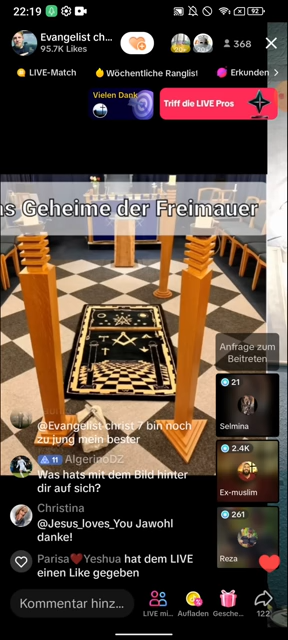 22:19
92
Evangelist ch...
95.7K Likes
368
LIVE-Match
Wöchentliche Ranglist
Erkunden
Vielen Dank
Triff die LIVE Pros
as Geheime der Freimauer
Anfrage zum
Beitreten
@Evangelist christ 7 bin noch
zu jung mein bester
21
Selmina
11 AlgerinoDZ
Was hats mit dem Bild hinter
dir auf sich?
2.4K
Ex-muslim
Christina
@Jesus_loves_You Jawohl
danke!
261
Reza
Parisa❤️Yeshua hat dem LIVE
einen Like gegeben
Kommentar hinz...
LIVE mi...
Aufladen
Gesche...
122